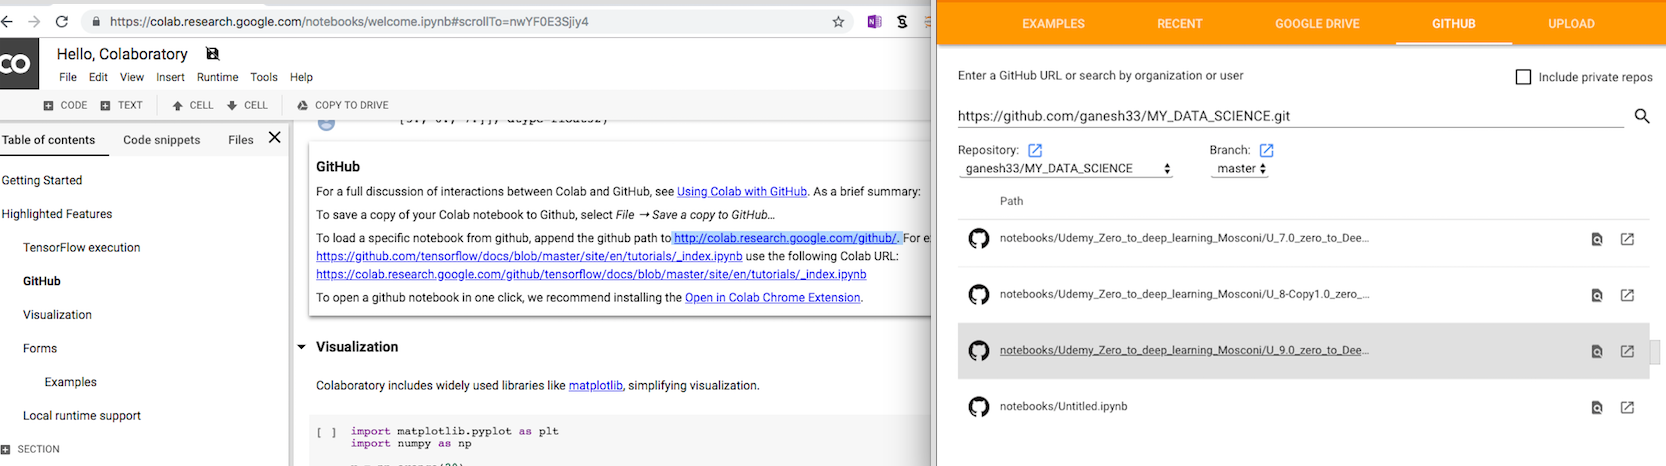 https://colab.research.google.com/notebooks/welcome.ipynb#scrollTo=nwYF0E3Sjiy4
CO
Hello, Colaboratory
File Edit View Insert Runtime Tools Help
CODE TEXT CELL CELL COPY TO DRIVE
Table of contents Code snippets Files
Getting Started
Highlighted Features
TensorFlow execution
GitHub
Visualization
Forms
Examples
Local runtime support
SECTION
GitHub
For a full discussion of interactions between Colab and GitHub, see Using Colab with GitHub. As a brief summary:
To save a copy of your Colab notebook to Github, select File → Save a copy to GitHub...
To load a specific notebook from github, append the github path to http://colab.research.google.com/github/. For e
https://github.com/tensorflow/docs/blob/master/site/en/tutorials/_index.ipynb use the following Colab URL:
https://colab.research.google.com/github/tensorflow/docs/blob/master/site/en/tutorials/_index.ipynb
To open a github notebook in one click, we recommend installing the Open in Colab Chrome Extension.
Visualization
Colaboratory includes widely used libraries like matplotlib, simplifying visualization.
[ ] import matplotlib.pyplot as plt
import numpy as np
EXAMPLES RECENT GOOGLE DRIVE GITHUB UPLOAD
Enter a GitHub URL or search by organization or user
Include private repos
https://github.com/ganesh33/MY_DATA_SCIENCE.git
Repository: Branch:
ganesh33/MY_DATA_SCIENCE master
Path
notebooks/Udemy_Zero_to_deep_learning_Mosconi/U_7.0_zero_to_Dee...
notebooks/Udemy_Zero_to_deep_learning_Mosconi/U_8-Copy1.0_zero_...
notebooks/Udemy_Zero_to_deep_learning_Mosconi/U_9.0_zero_to_Dee...
notebooks/Untitled.ipynb